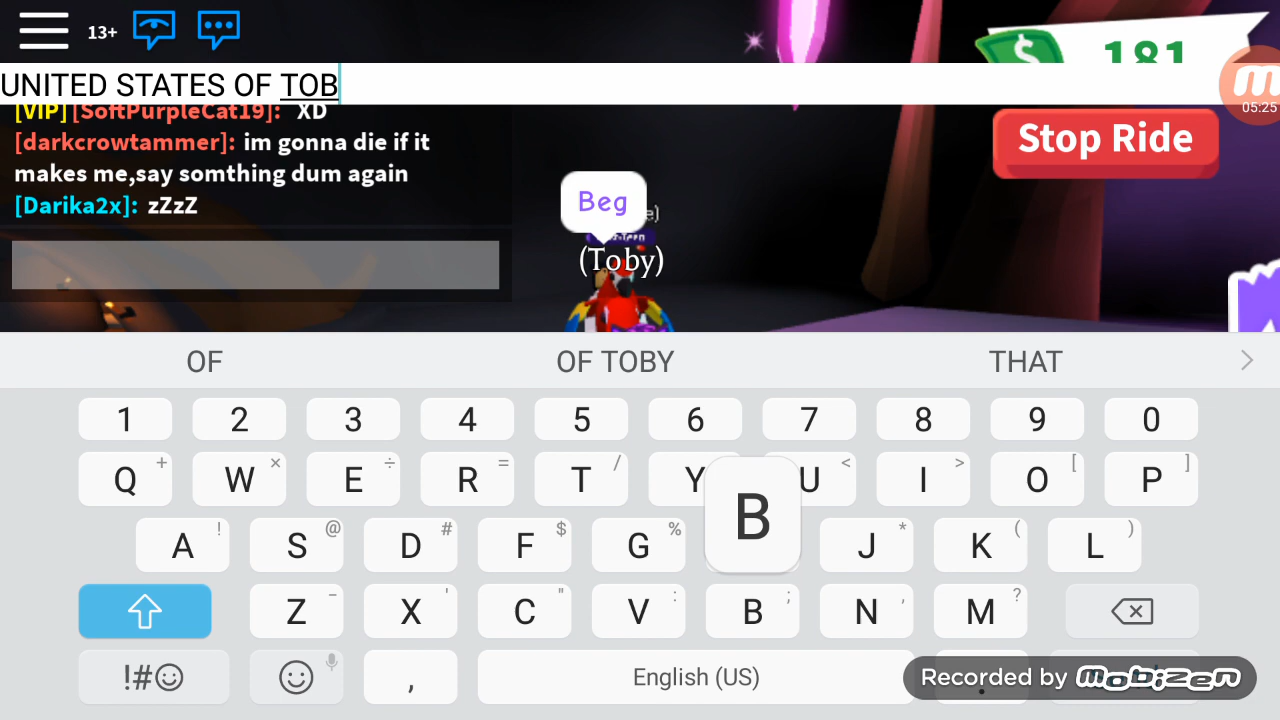 13+
181
UNITED STATES OF TOB
05:25
[VIP] [SoftPurpleCat19]: XD
[darkcrowtammer]: im gonna die if it
makes me,say somthing dum again
[Darika2x]: zZzZ
Stop Ride
Beg
(Toby)
OF OF TOBY THAT
1 2 3 4 5 6 7 8 9 0
Q + W × E ÷ R = T / Y U < I > O [ P ]
A ! S @ D # F $ G % B J * K ( L )
Z - X ' C " V : B ; N , M ?
!#☺ , English (US) .
Recorded by mobizen